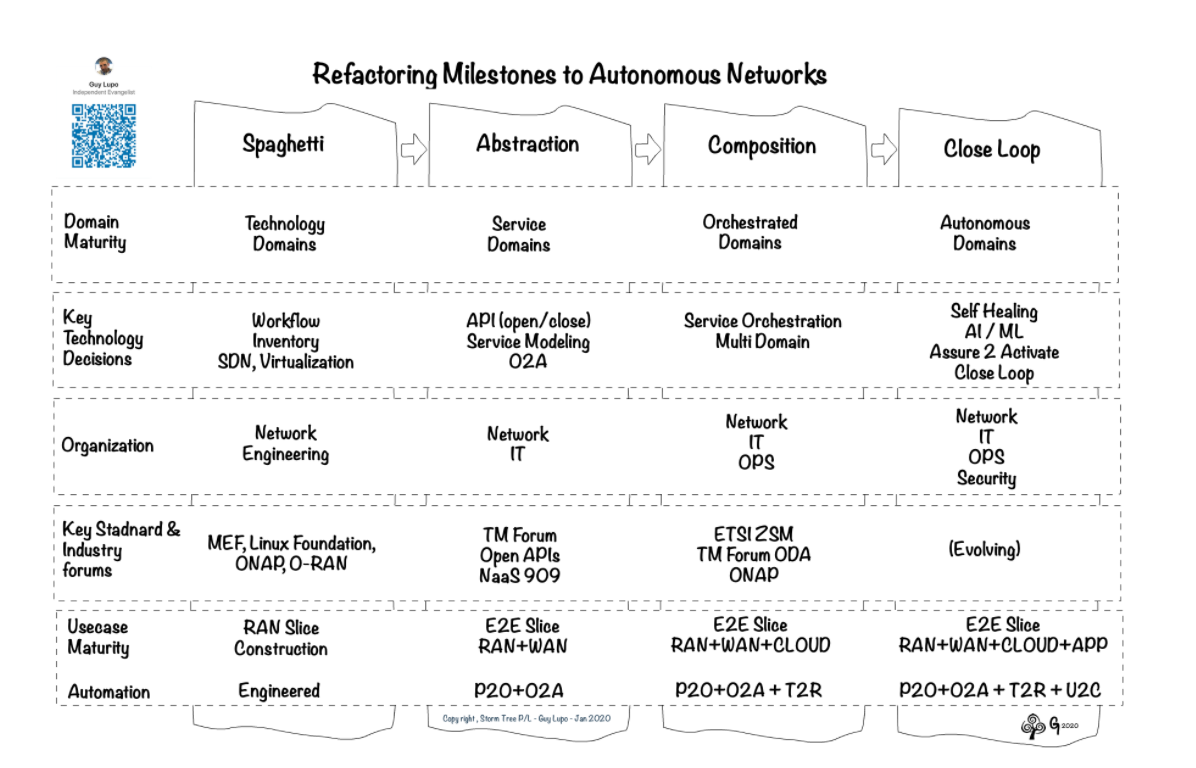 Guy Lupo
Independent Evangelist
Refactoring Milestones to Autonomous Networks
Spaghetti
Abstraction
Composition
Close Loop
Domain
Maturity
Technology
Domains
Service
Domains
Orchestrated
Domains
Autonomous
Domains
Key
Technology
Decisions
Workflow
Inventory
SDN, Virtualization
API (open/close)
Service Modeling
O2A
Service Orchestration
Multi Domain
Self Healing
AI / ML
Assure 2 Activate
Close Loop
Organization
Network
Engineering
Network
IT
Network
IT
OPS
Network
IT
OPS
Security
Key Stadnard &
Industry
forums
MEF, Linux Foundation,
ONAP, O-RAN
TM Forum
Open APIs
NaaS 909
ETSI ZSM
TM Forum ODA
ONAP
(Evolving)
Usecase
Maturity
RAN Slice
Construction
E2E Slice
RAN+WAN
E2E Slice
RAN+WAN+CLOUD
E2E Slice
RAN+WAN+CLOUD+APP
Automation
Engineered
P2O+O2A
P2O+O2A + T2R
P2O+O2A + T2R + U2C
Copy right , Storm Tree P/L - Guy Lupo - Jan 2020
G 2020